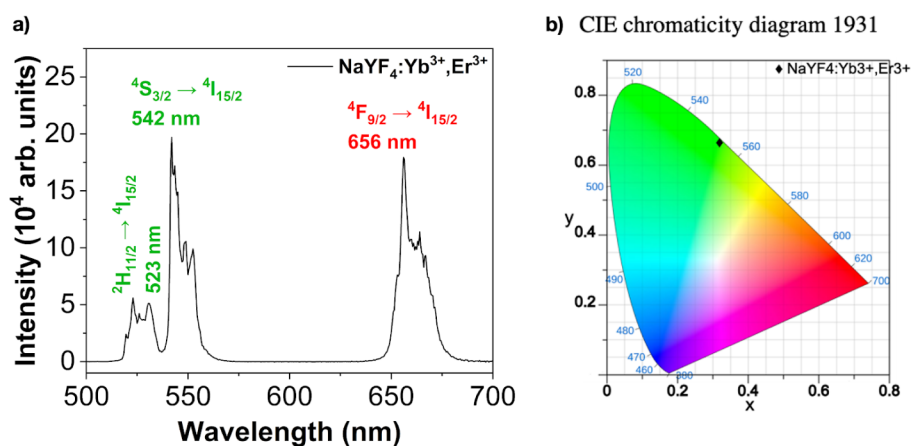 a)
NaYF₄:Yb³⁺,Er³⁺
⁴S₃/₂ → ⁴I₁₅/₂
542 nm
⁴F₉/₂ → ⁴I₁₅/₂
656 nm
²H₁₁/₂ → ⁴I₁₅/₂
523 nm
Intensity (10⁴ arb. units)
25
20
15
10
5
0
500
550
600
650
700
Wavelength (nm)
b) CIE chromaticity diagram 1931
NaYF4:Yb3+,Er3+
520
540
560
500
580
600
620
700
490
480
470
460
380
0.8
0.6
y
0.4
0.2
0
0.2
0.4
0.6
0.8
x